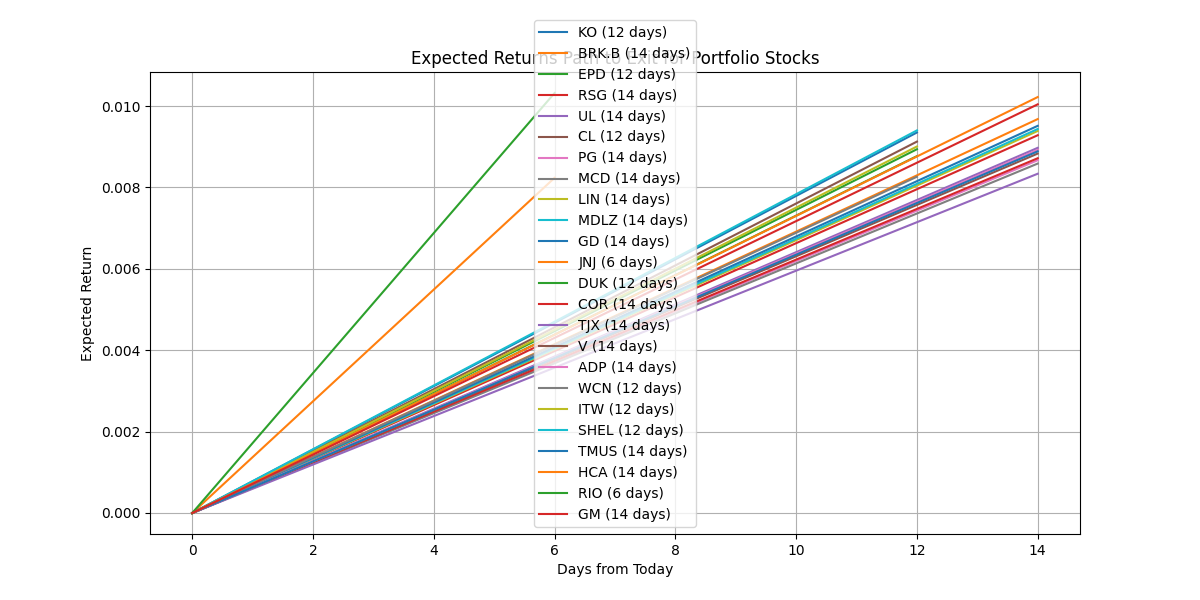 Expected Returns Path to Exit for Portfolio Stocks
KO (12 days)
BRK.B (14 days)
EPD (12 days)
RSG (14 days)
UL (14 days)
CL (12 days)
PG (14 days)
MCD (14 days)
LIN (14 days)
MDLZ (14 days)
GD (14 days)
JNJ (6 days)
DUK (12 days)
COR (14 days)
TJX (14 days)
V (14 days)
ADP (14 days)
WCN (12 days)
ITW (12 days)
SHEL (12 days)
TMUS (14 days)
HCA (14 days)
RIO (6 days)
GM (14 days)
Expected Return
0.010
0.008
0.006
0.004
0.002
0.000
0 2 4 6 8 10 12 14
Days from Today